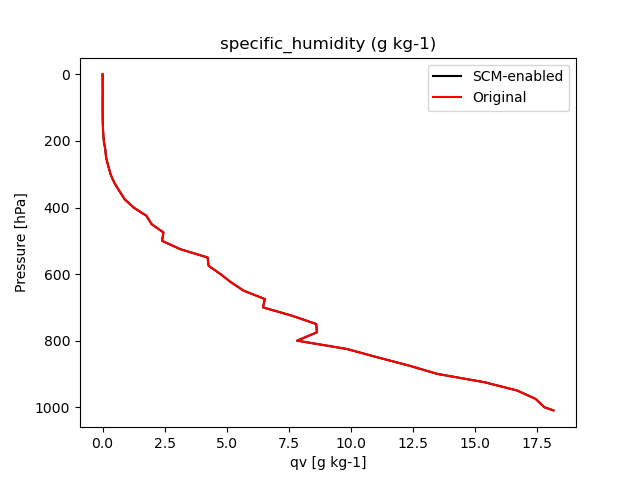 specific_humidity (g kg-1)
SCM-enabled
Original
0
200
400
600
800
1000
Pressure [hPa]
0.0 2.5 5.0 7.5 10.0 12.5 15.0 17.5
qv [g kg-1]